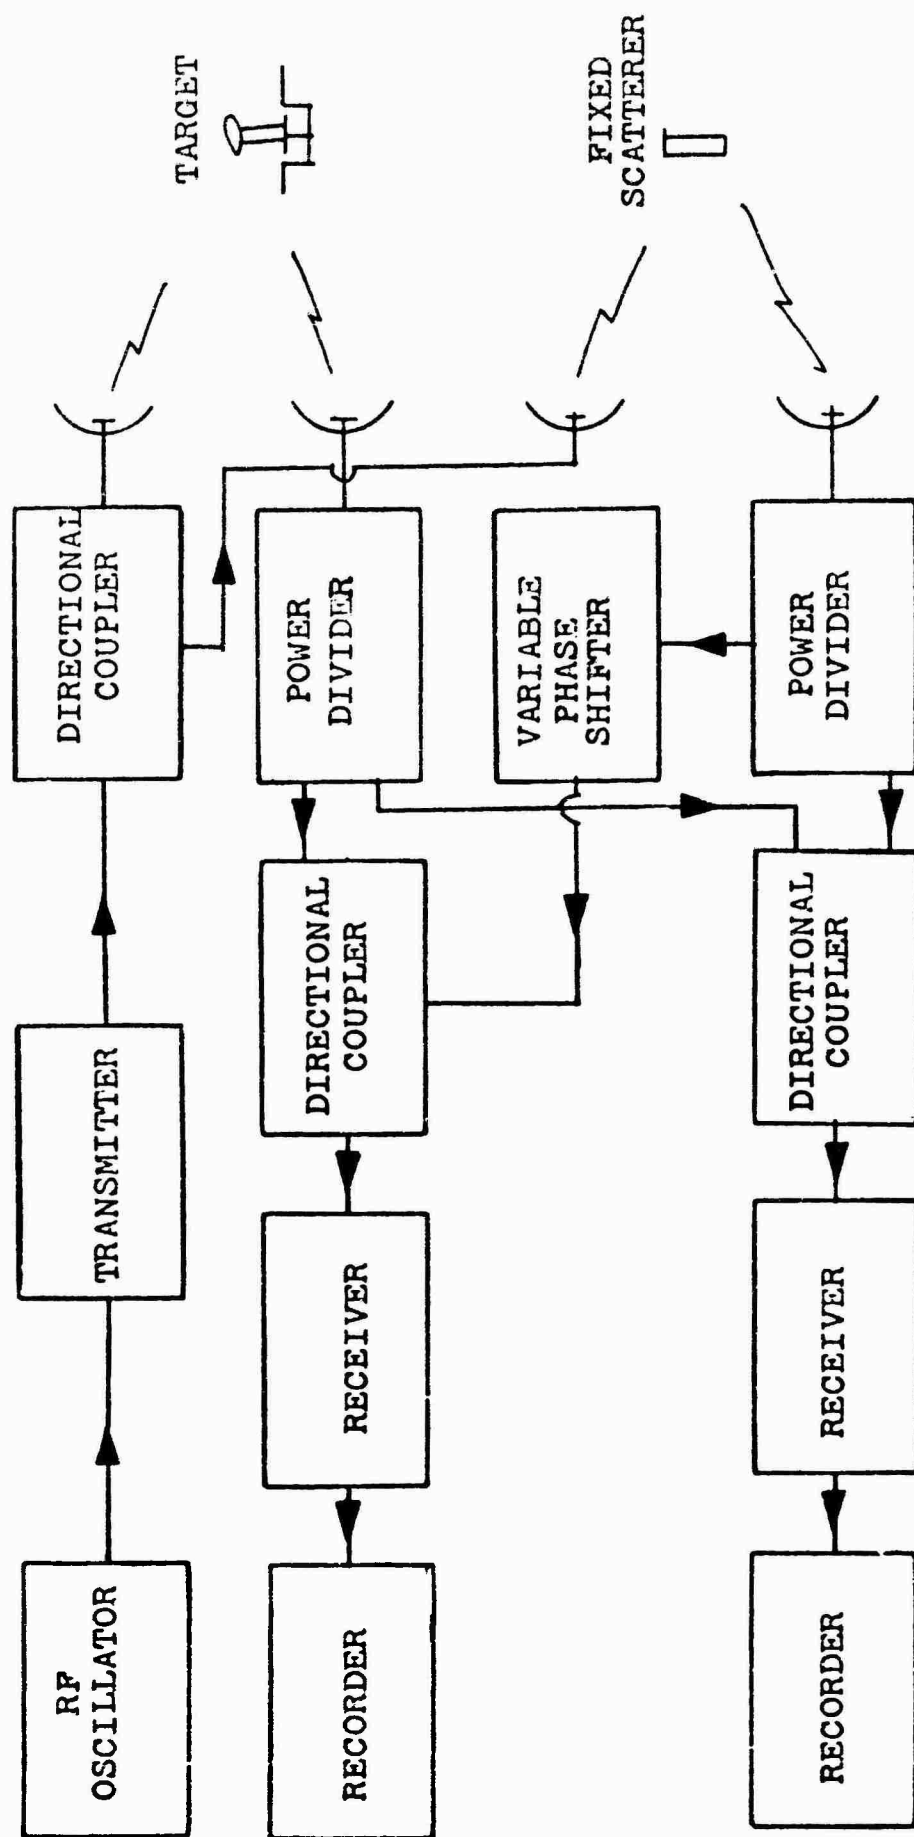 RF
OSCILLATOR
TRANSMITTER
DIRECTIONAL
COUPLER
TARGET
RECORDER
RECEIVER
DIRECTIONAL
COUPLER
POWER
DIVIDER
VARIABLE
PHASE
SHIFTER
FIXED
SCATTERER
RECORDER
RECEIVER
DIRECTIONAL
COUPLER
POWER
DIVIDER